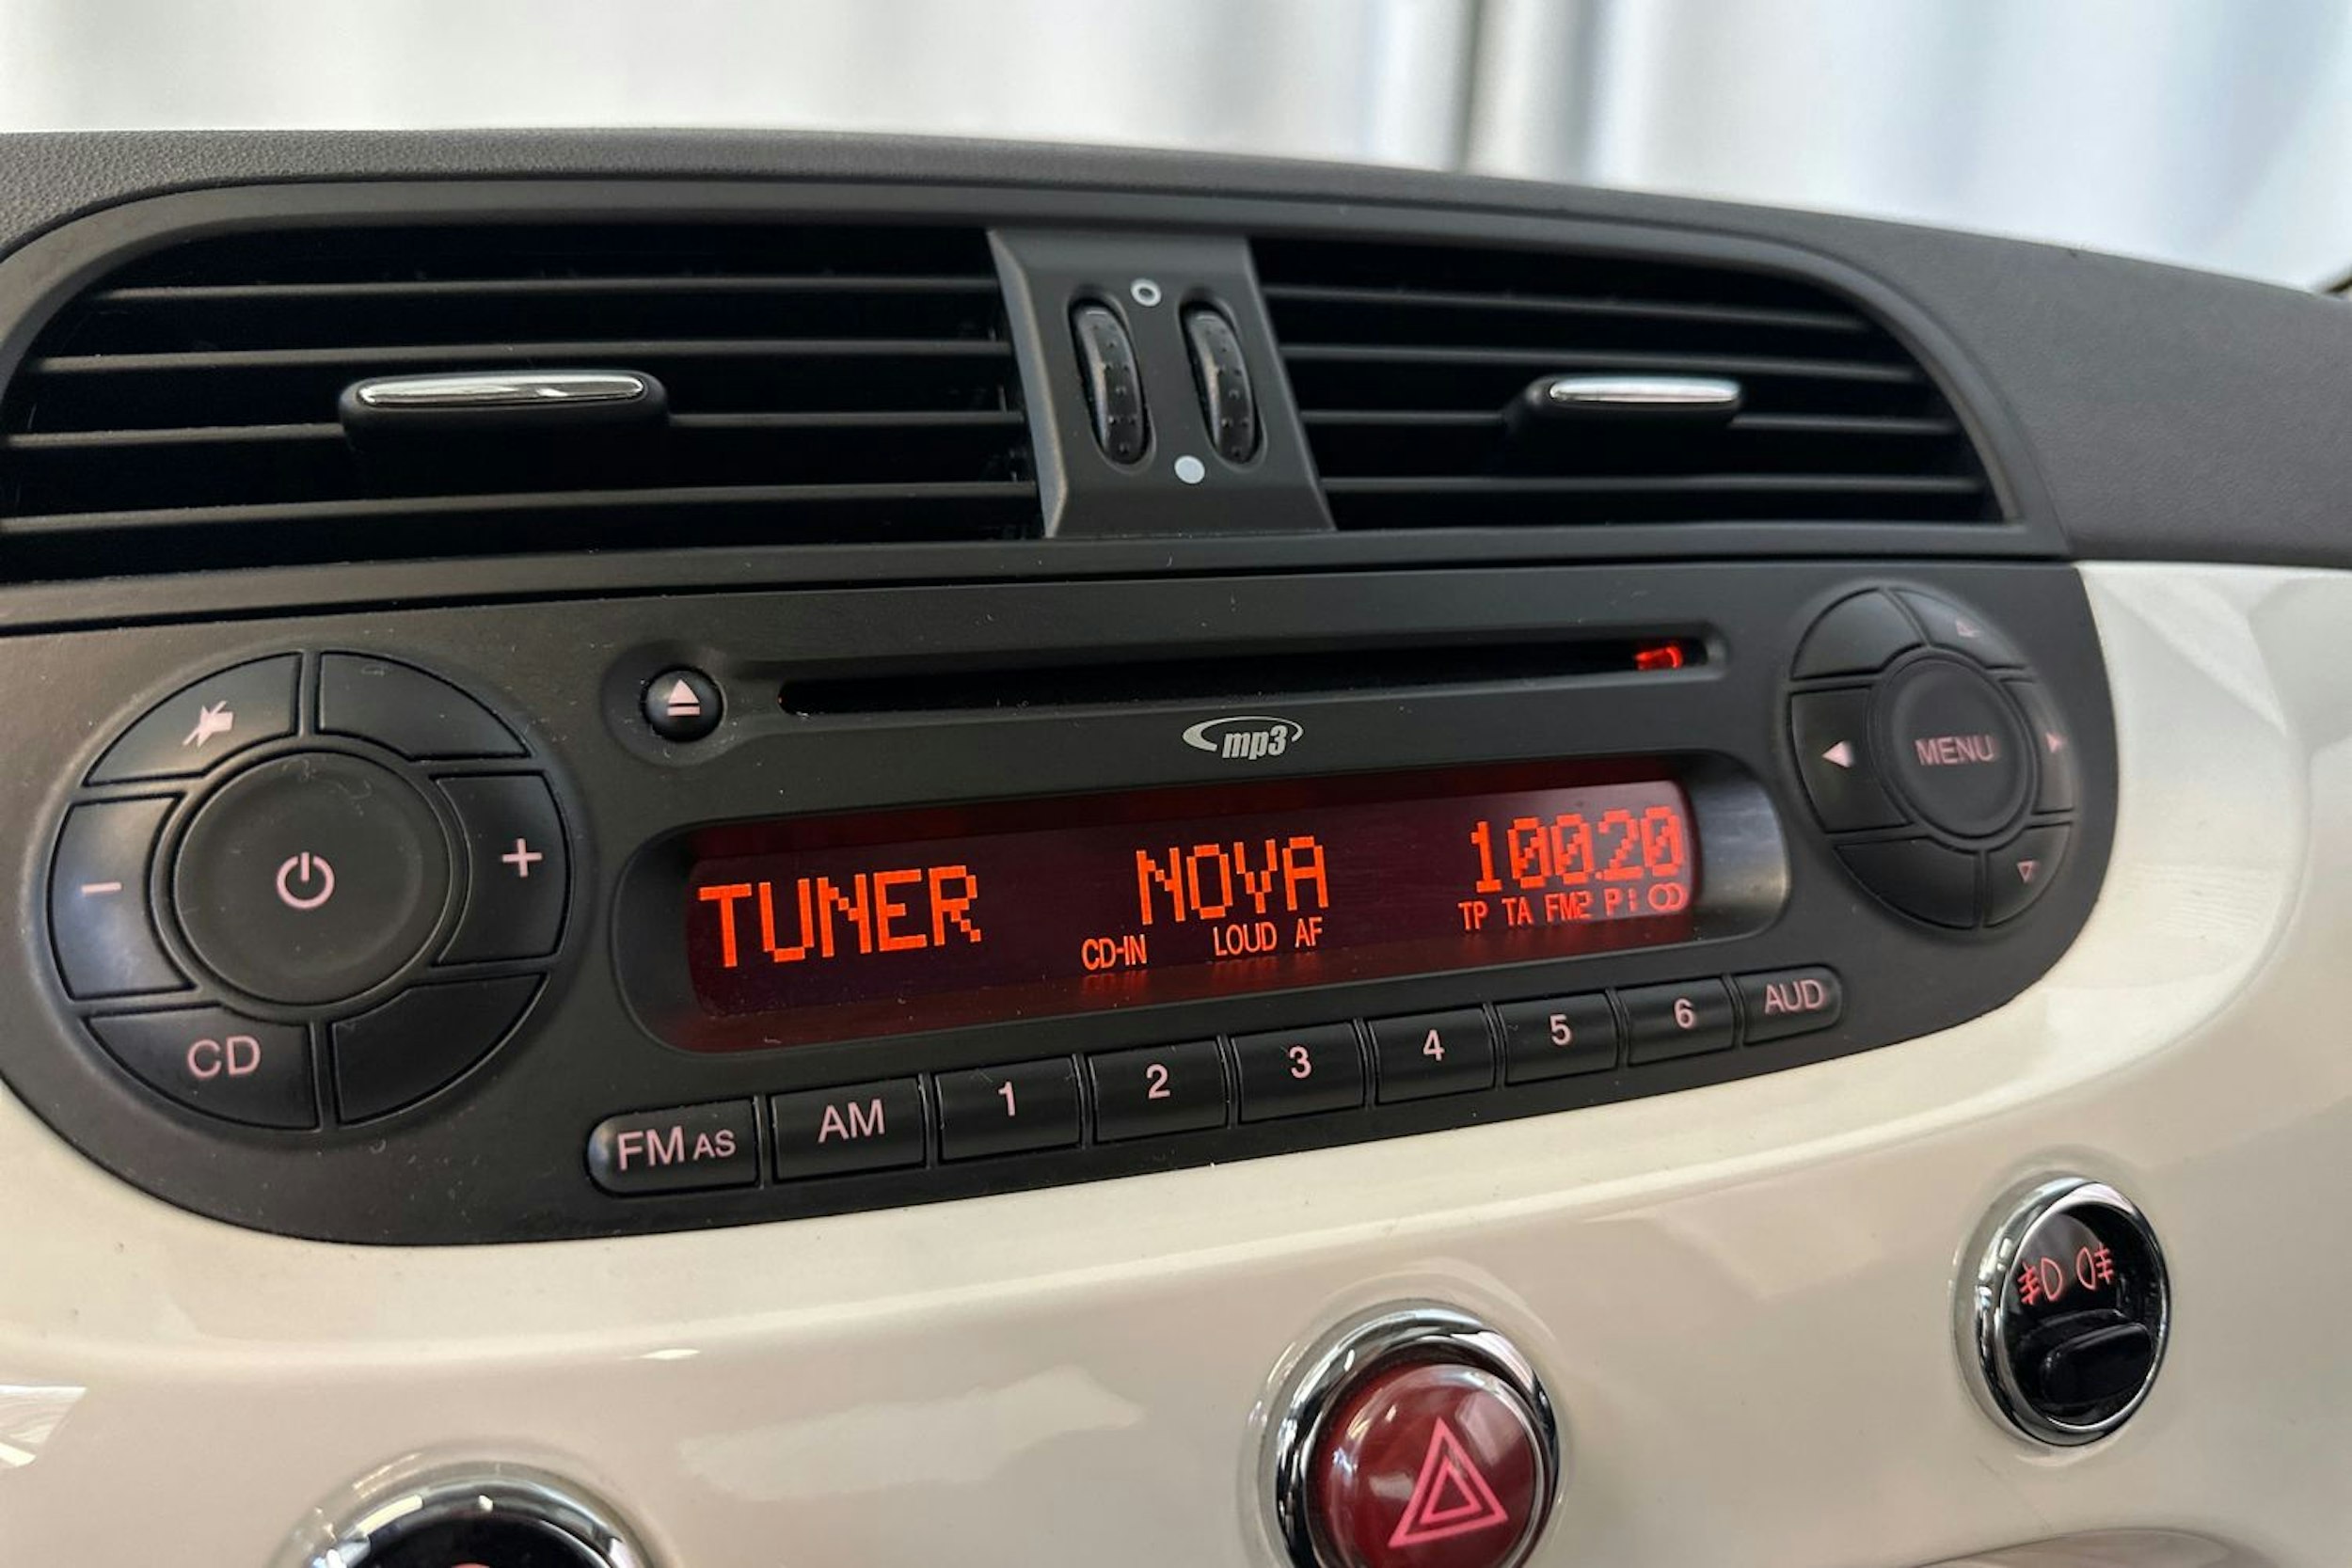 mp3
MENU
TUNER NOVA 100.20
CD-IN LOUD AF TP TA FM2
CD
FM AS AM 1 2 3 4 5 6 AUD